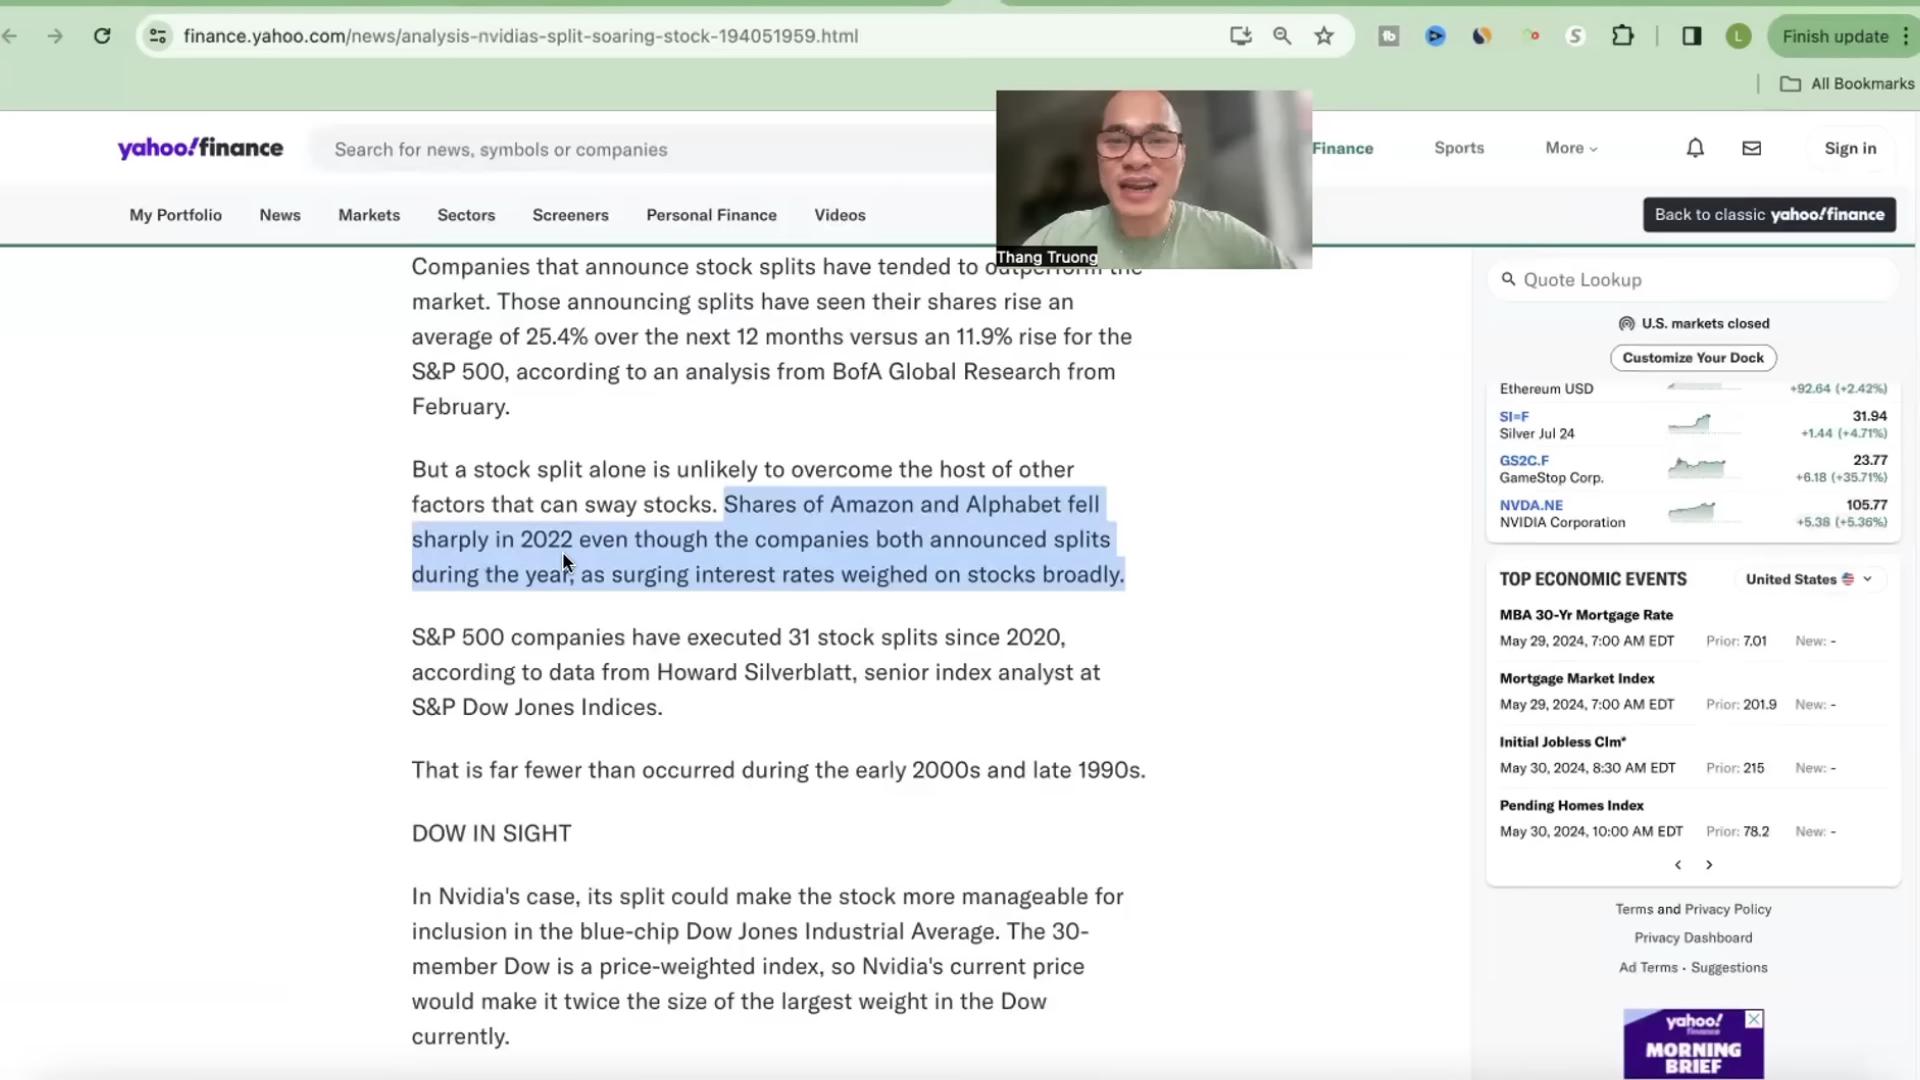 finance.yahoo.com/news/analysis-nvidias-split-soaring-stock-194051959.html
fb
S
L
Finish update
All Bookmarks
yahoo!finance
Search for news, symbols or companies
Finance
Sports
More
Sign in
My Portfolio
News
Markets
Sectors
Screeners
Personal Finance
Videos
Back to classic yahoo!finance
Thang Truong
Companies that announce stock splits have tended to outperform the
market. Those announcing splits have seen their shares rise an
average of 25.4% over the next 12 months versus an 11.9% rise for the
S&P 500, according to an analysis from BofA Global Research from
February.
But a stock split alone is unlikely to overcome the host of other
factors that can sway stocks. Shares of Amazon and Alphabet fell
sharply in 2022 even though the companies both announced splits
during the year, as surging interest rates weighed on stocks broadly.
S&P 500 companies have executed 31 stock splits since 2020,
according to data from Howard Silverblatt, senior index analyst at
S&P Dow Jones Indices.
That is far fewer than occurred during the early 2000s and late 1990s.
DOW IN SIGHT
In Nvidia's case, its split could make the stock more manageable for
inclusion in the blue-chip Dow Jones Industrial Average. The 30-
member Dow is a price-weighted index, so Nvidia's current price
would make it twice the size of the largest weight in the Dow
currently.
Quote Lookup
U.S. markets closed
Customize Your Dock
Ethereum USD +92.64 (+2.42%)
SI=F 31.94
Silver Jul 24 +1.44 (+4.71%)
GS2C.F 23.77
GameStop Corp. +6.18 (+35.71%)
NVDA.NE 105.77
NVIDIA Corporation +5.38 (+5.36%)
TOP ECONOMIC EVENTS United States
MBA 30-Yr Mortgage Rate
May 29, 2024, 7:00 AM EDT Prior: 7.01 New: -
Mortgage Market Index
May 29, 2024, 7:00 AM EDT Prior: 201.9 New: -
Initial Jobless Clm*
May 30, 2024, 8:30 AM EDT Prior: 215 New: -
Pending Homes Index
May 30, 2024, 10:00 AM EDT Prior: 78.2 New: -
Terms and Privacy Policy
Privacy Dashboard
Ad Terms • Suggestions
yahoo!
finance
MORNING
BRIEF